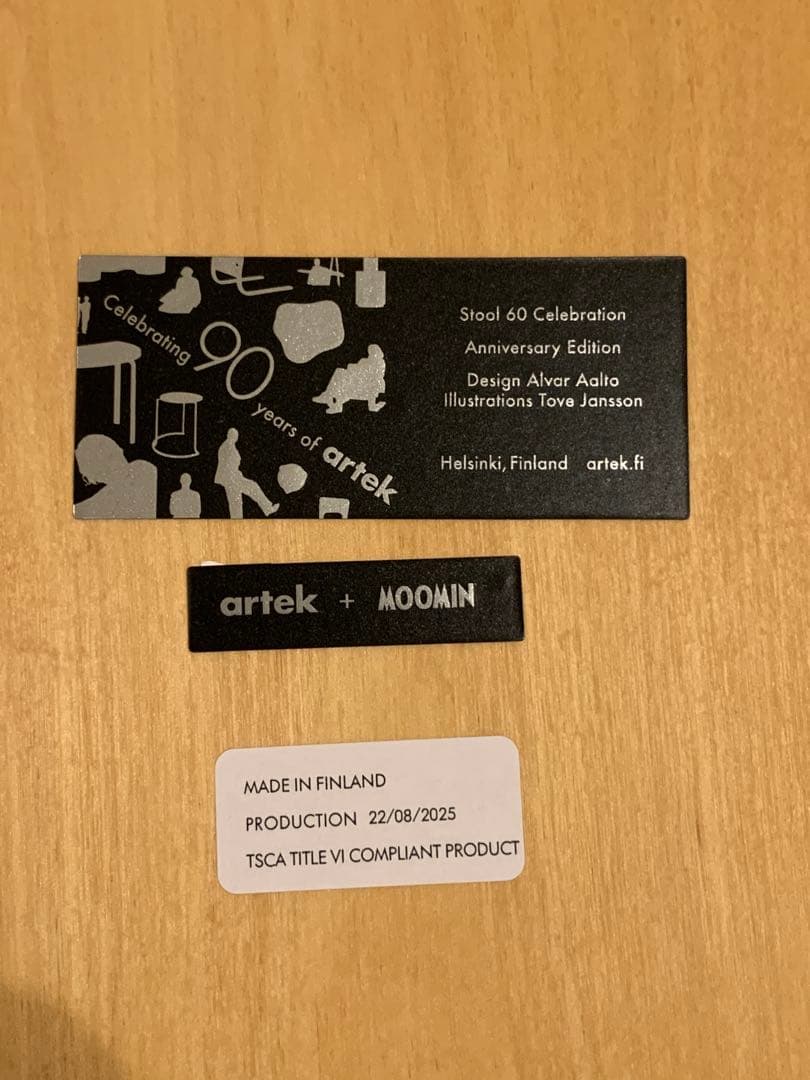 Celebrating
90
years of artek
Stool 60 Celebration
Anniversary Edition
Design Alvar Aalto
Illustrations Tove Jansson
Helsinki, Finland artek.fi
artek + MOOMIN
MADE IN FINLAND
PRODUCTION 22/08/2025
TSCA TITLE VI COMPLIANT PRODUCT